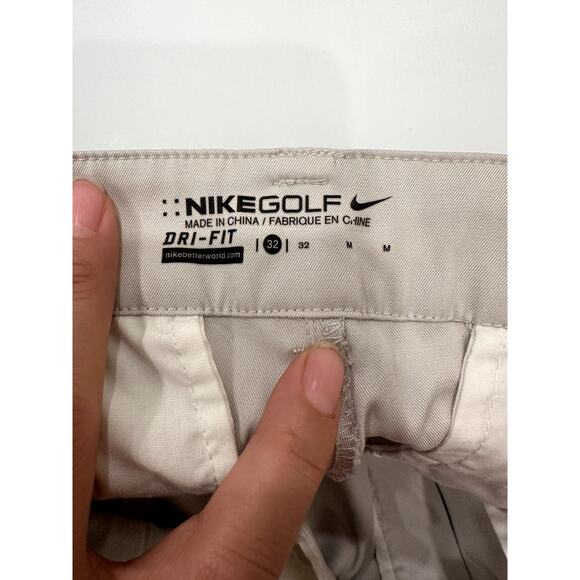 NIKEGOLF
MADE IN CHINA / FABRIQUE EN CHINE
DRI-FIT | 32 | 32 M M
nikebetterworld.com